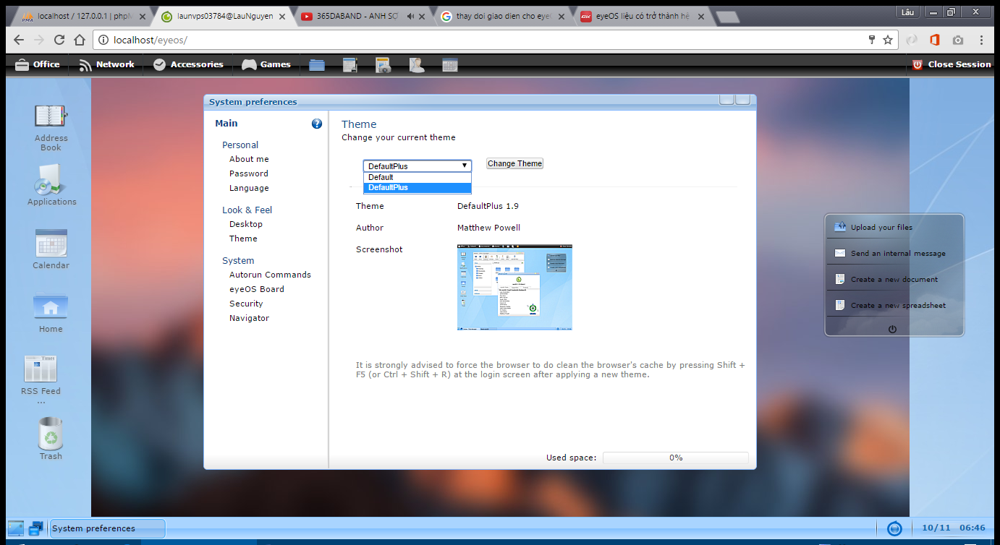 localhost / 127.0.0.1 | phpM
launvps03784@LauNguyen
365DABAND - ANH SƠ
thay doi giao dien cho eye
GK
eyeOS liệu có trở thành hệ
Lâu
localhost/eyeos/
Office
Network
Accessories
Games
Close Session
Address
Book
Applications
Calendar
Home
Times
RSS Feed
...
Trash
System preferences
Main
Personal
About me
Password
Language
Look & Feel
Desktop
Theme
System
Autorun Commands
eyeOS Board
Security
Navigator
Theme
Change your current theme
DefaultPlus
Change Theme
Default
DefaultPlus
Theme DefaultPlus 1.9
Author Matthew Powell
Screenshot
It is strongly advised to force the browser to do clean the browser's cache by pressing Shift +
F5 (or Ctrl + Shift + R) at the login screen after applying a new theme.
Used space: 0%
Upload your files
Send an internal message
Create a new document
Create a new spreadsheet
System preferences
10/11 06:46